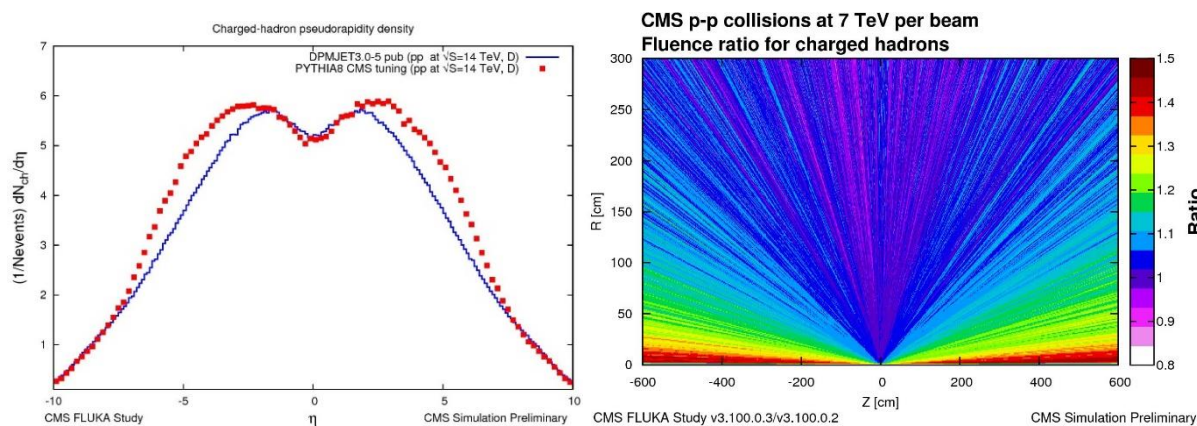 Charged-hadron pseudorapidity density
DPMJET3.0-5 pub (pp at √S=14 TeV, D)
PYTHIA8 CMS tuning (pp at √S=14 TeV, D)
(1/Nevents) dNch/dη
7
6
5
4
3
2
1
-10
-5
0
5
10
η
CMS FLUKA Study
CMS Simulation Preliminary
CMS p-p collisions at 7 TeV per beam
Fluence ratio for charged hadrons
R [cm]
300
250
200
150
100
50
0
-600
-400
-200
0
200
400
600
Z [cm]
1.5
1.4
1.3
1.2
1.1
1
0.9
0.8
Ratio
CMS FLUKA Study v3.100.0.3/v3.100.0.2
CMS Simulation Preliminary